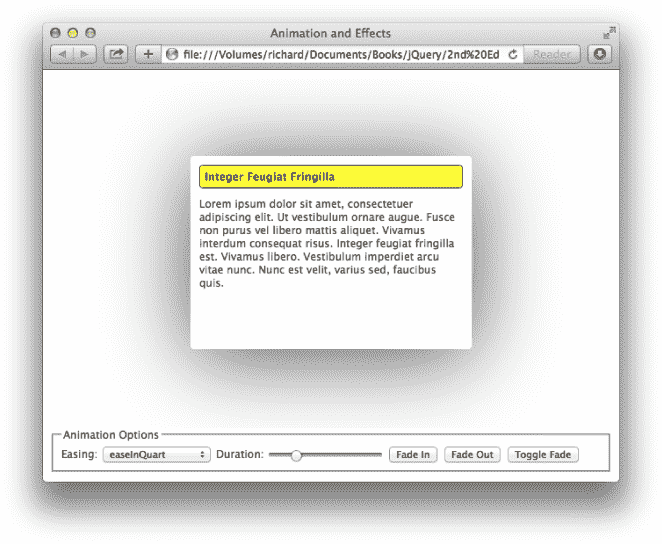 Animation and Effects
file:///Volumes/richard/Documents/Books/jQuery/2nd%20Ed
Reader
Integer Feugiat Fringilla
Lorem ipsum dolor sit amet, consectetuer
adipiscing elit. Ut vestibulum ornare augue. Fusce
non purus vel libero mattis aliquet. Vivamus
interdum consequat risus. Integer feugiat fringilla
est. Vivamus libero. Vestibulum imperdiet arcu
vitae nunc. Nunc est velit, varius sed, faucibus
quis.
Animation Options
Easing: easeInQuart Duration: Fade In Fade Out Toggle Fade